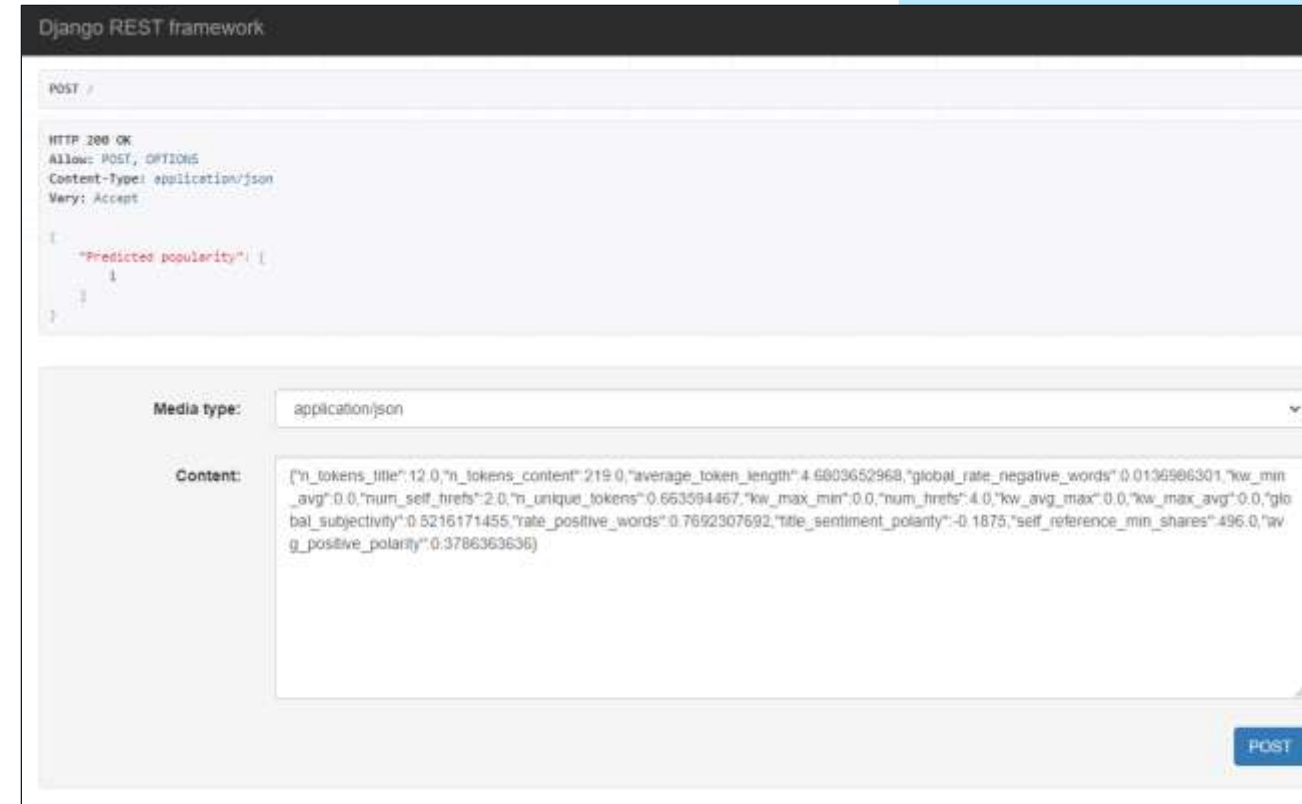 Django REST framework
POST /
HTTP 200 OK
Allow: POST, OPTIONS
Content-Type: application/json
Vary: Accept
{
"Predicted popularity": [
1
]
}
Media type:
application/json
Content:
{"n_tokens_title":12.0,"n_tokens_content":219.0,"average_token_length":4.6803652968,"global_rate_negative_words":0.0136986301,"kw_min
_avg":0.0,"num_self_hrefs":2.0,"n_unique_tokens":0.663594467,"kw_max_min":0.0,"num_hrefs":4.0,"kw_avg_max":0.0,"kw_max_avg":0.0,"glo
bal_subjectivity":0.5216171455,"rate_positive_words":0.7692307692,"title_sentiment_polarity":-0.1875,"self_reference_min_shares":496.0,"av
g_positive_polarity":0.3786363636}
POST